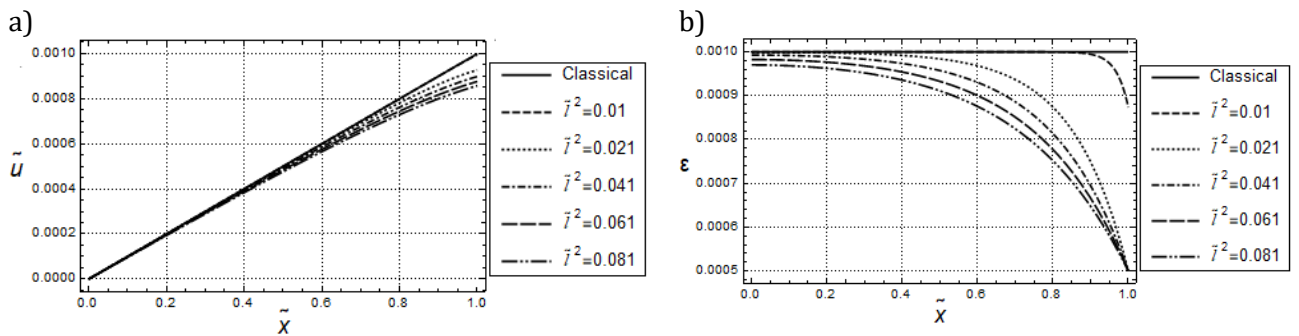 a)
0.0010
0.0008
0.0006
0.0004
0.0002
0.0000
ũ
0.0 0.2 0.4 0.6 0.8 1.0
x̃
Classical
l̃ ²=0.01
l̃ ²=0.021
l̃ ²=0.041
l̃ ²=0.061
l̃ ²=0.081
b)
0.0010
0.0009
0.0008
0.0007
0.0006
0.0005
ε
0.0 0.2 0.4 0.6 0.8 1.0
x̃
Classical
l̃ ²=0.01
l̃ ²=0.021
l̃ ²=0.041
l̃ ²=0.061
l̃ ²=0.081